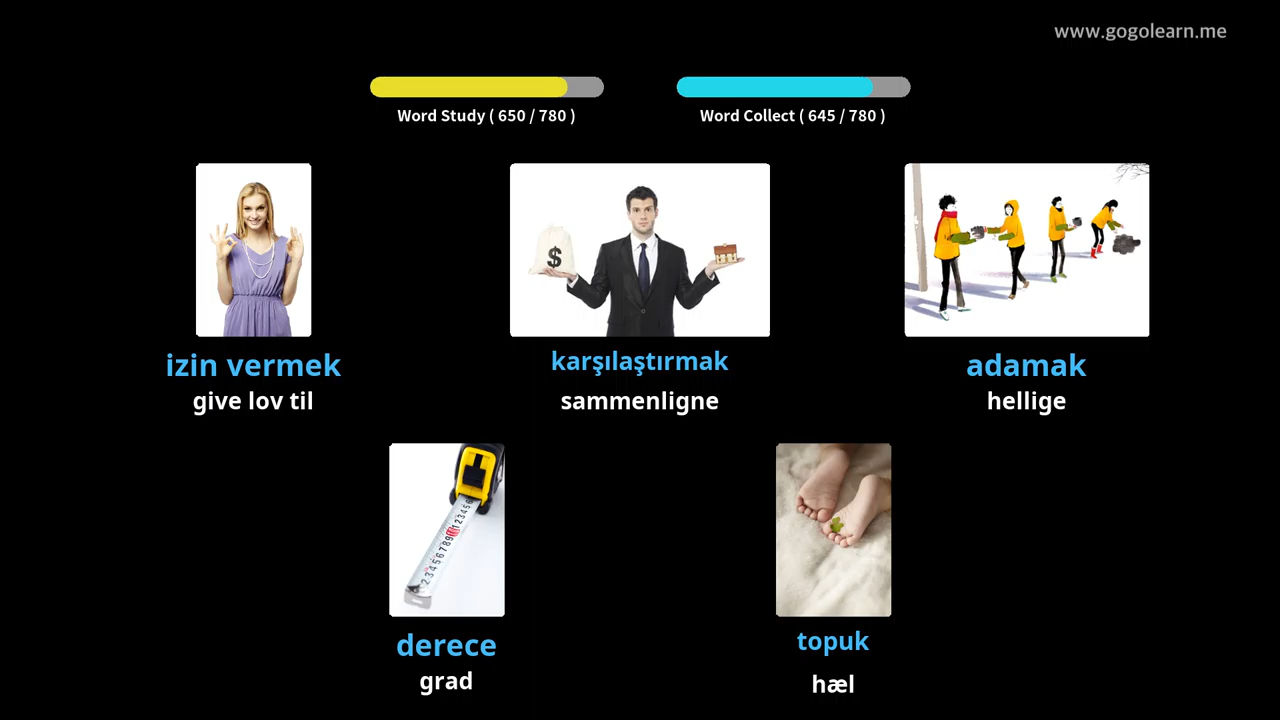 www.gogolearn.me
Word Study ( 650 / 780 )
Word Collect ( 645 / 780 )
izin vermek
give lov til
karşılaştırmak
sammenligne
adamak
hellige
derece
grad
topuk
hæl